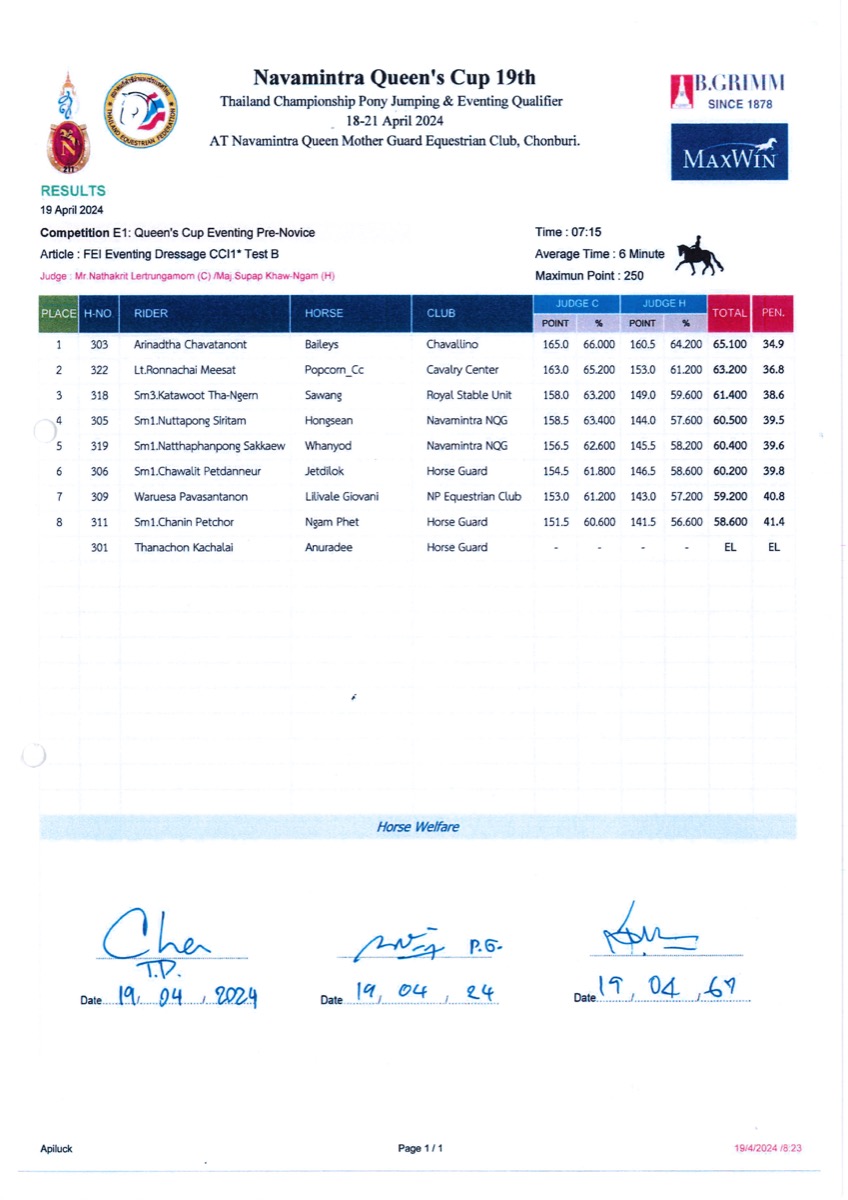 Navamintra Queen's Cup 19th
Thailand Championship Pony Jumping & Eventing Qualifier
18-21 April 2024
AT Navamintra Queen Mother Guard Equestrian Club, Chonburi.
THAILAND EQUESTRIAN FEDERATION
N
B.GRIMM
SINCE 1878
MAXWIN
RESULTS
19 April 2024
Competition E1: Queen's Cup Eventing Pre-Novice
Time : 07:15
Article : FEI Eventing Dressage CCI1* Test B
Average Time : 6 Minute
Judge : Mr.Nathakrit Lertrungamorn (C) /Maj Supap Khaw-Ngam (H)
Maximun Point : 250
PLACE H-NO. RIDER HORSE CLUB JUDGE C JUDGE H TOTAL PEN.
POINT % POINT %
1 303 Arinadtha Chavatanont Baileys Chavallino 165.0 66.000 160.5 64.200 65.100 34.9
2 322 Lt.Ronnachai Meesat Popcorn_Cc Cavalry Center 163.0 65.200 153.0 61.200 63.200 36.8
3 318 Sm3.Katawoot Tha-Ngern Sawang Royal Stable Unit 158.0 63.200 149.0 59.600 61.400 38.6
4 305 Sm1.Nuttapong Siritam Hongsean Navamintra NQG 158.5 63.400 144.0 57.600 60.500 39.5
5 319 Sm1.Natthaphanpong Sakkaew Whanyod Navamintra NQG 156.5 62.600 145.5 58.200 60.400 39.6
6 306 Sm1.Chawalit Petdanneur Jetdilok Horse Guard 154.5 61.800 146.5 58.600 60.200 39.8
7 309 Waruesa Pavasantanon Lilivale Giovani NP Equestrian Club 153.0 61.200 143.0 57.200 59.200 40.8
8 311 Sm1.Chanin Petchor Ngam Phet Horse Guard 151.5 60.600 141.5 56.600 58.600 41.4
301 Thanachon Kachalai Anuradee Horse Guard - - - - EL EL
Horse Welfare
T.D.
Date 19, 04, 2024
Date 19, 04, 24
Date 19, 04, 67
Apiluck
Page 1 / 1
19/4/2024 /8:23